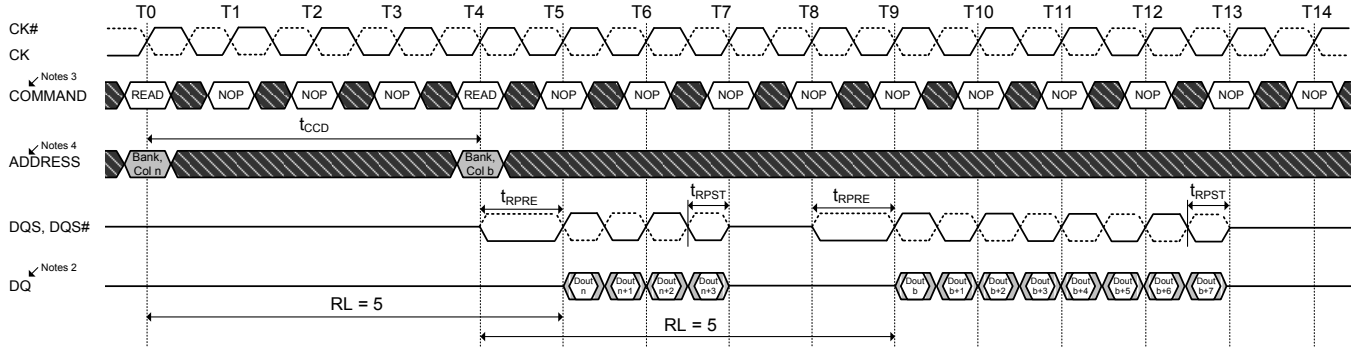 T0 T1 T2 T3 T4 T5 T6 T7 T8 T9 T10 T11 T12 T13 T14
CK#
CK
Notes 3
COMMAND READ NOP NOP NOP READ NOP NOP NOP NOP NOP NOP NOP NOP NOP NOP
tCCD
Notes 4
ADDRESS
Bank,
Col n
Bank,
Col b
tRPRE tRPST tRPRE tRPST
DQS, DQS#
Notes 2
DQ
Dout
n
Dout
n+1
Dout
n+2
Dout
n+3
Dout
b
Dout
b+1
Dout
b+2
Dout
b+3
Dout
b+4
Dout
b+5
Dout
b+6
Dout
b+7
RL = 5
RL = 5